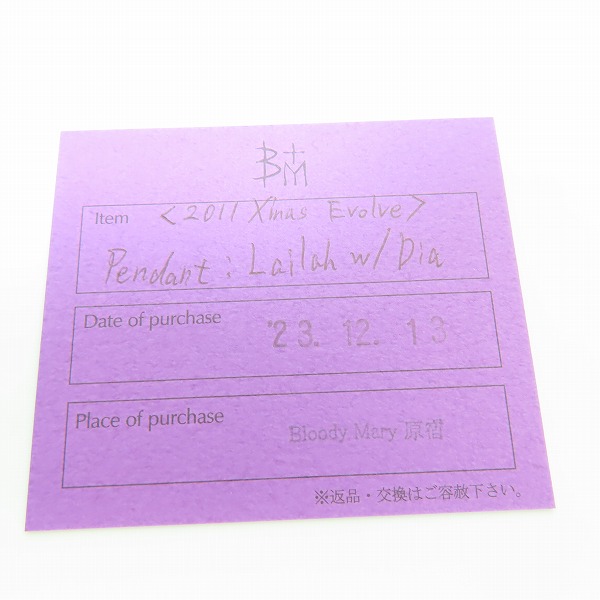 B+M
Item <2011 X'mas Evolve>
Pendant: Lailah w/Dia
Date of purchase '23.12.13
Place of purchase
Bloody Mary 原宿
※返品・交換はご容赦下さい。